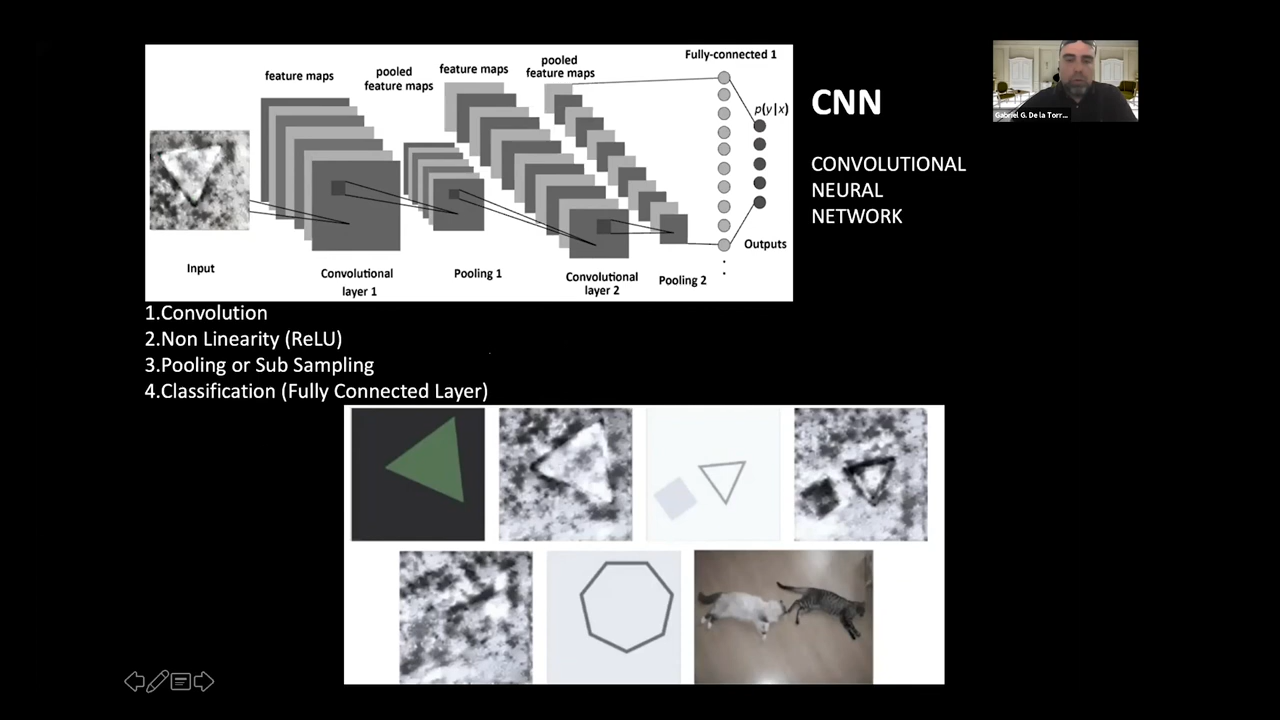 Fully-connected 1
feature maps
pooled
feature maps
feature maps
pooled
feature maps
p(y|x)
Input
Convolutional
layer 1
Pooling 1
Convolutional
layer 2
Pooling 2
Outputs
CNN
CONVOLUTIONAL
NEURAL
NETWORK
Gabriel G. De la Torr...
1.Convolution
2.Non Linearity (ReLU)
3.Pooling or Sub Sampling
4.Classification (Fully Connected Layer)